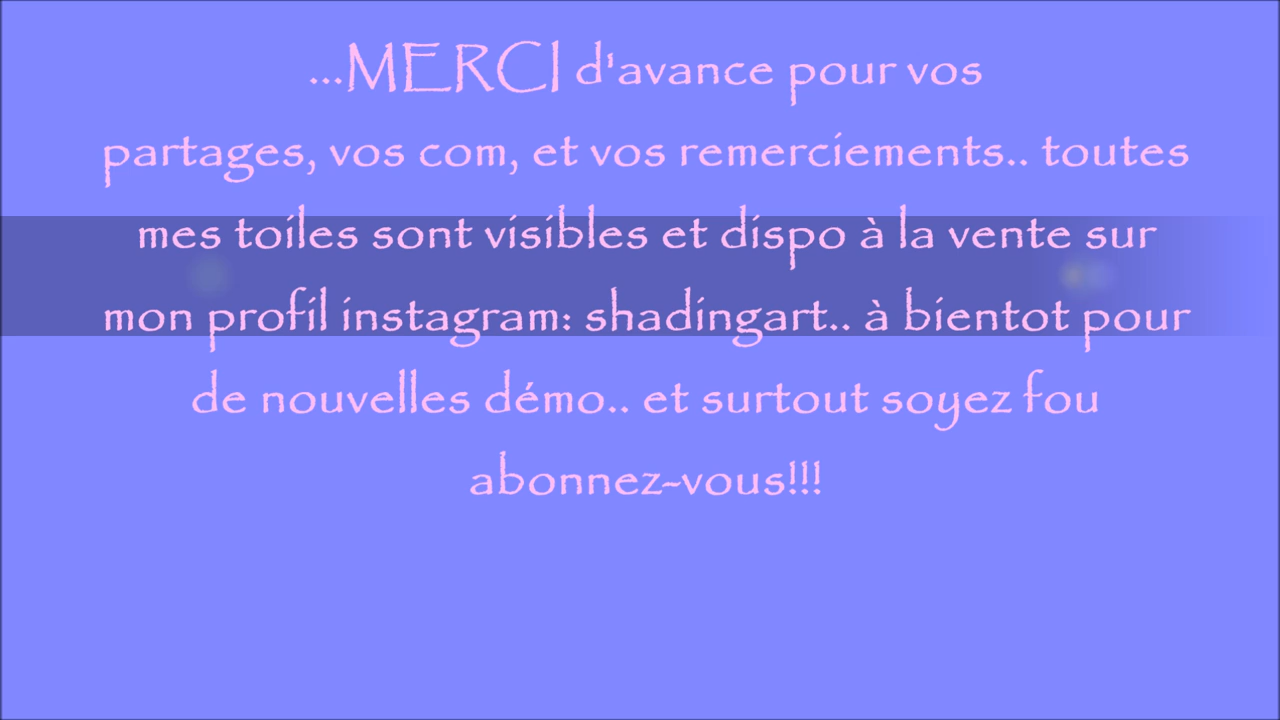 ...MERCI d'avance pour vos
partages, vos com, et vos remerciements.. toutes
mes toiles sont visibles et dispo à la vente sur
mon profil instagram: shadingart.. à bientot pour
de nouvelles démo.. et surtout soyez fou
abonnez-vous!!!